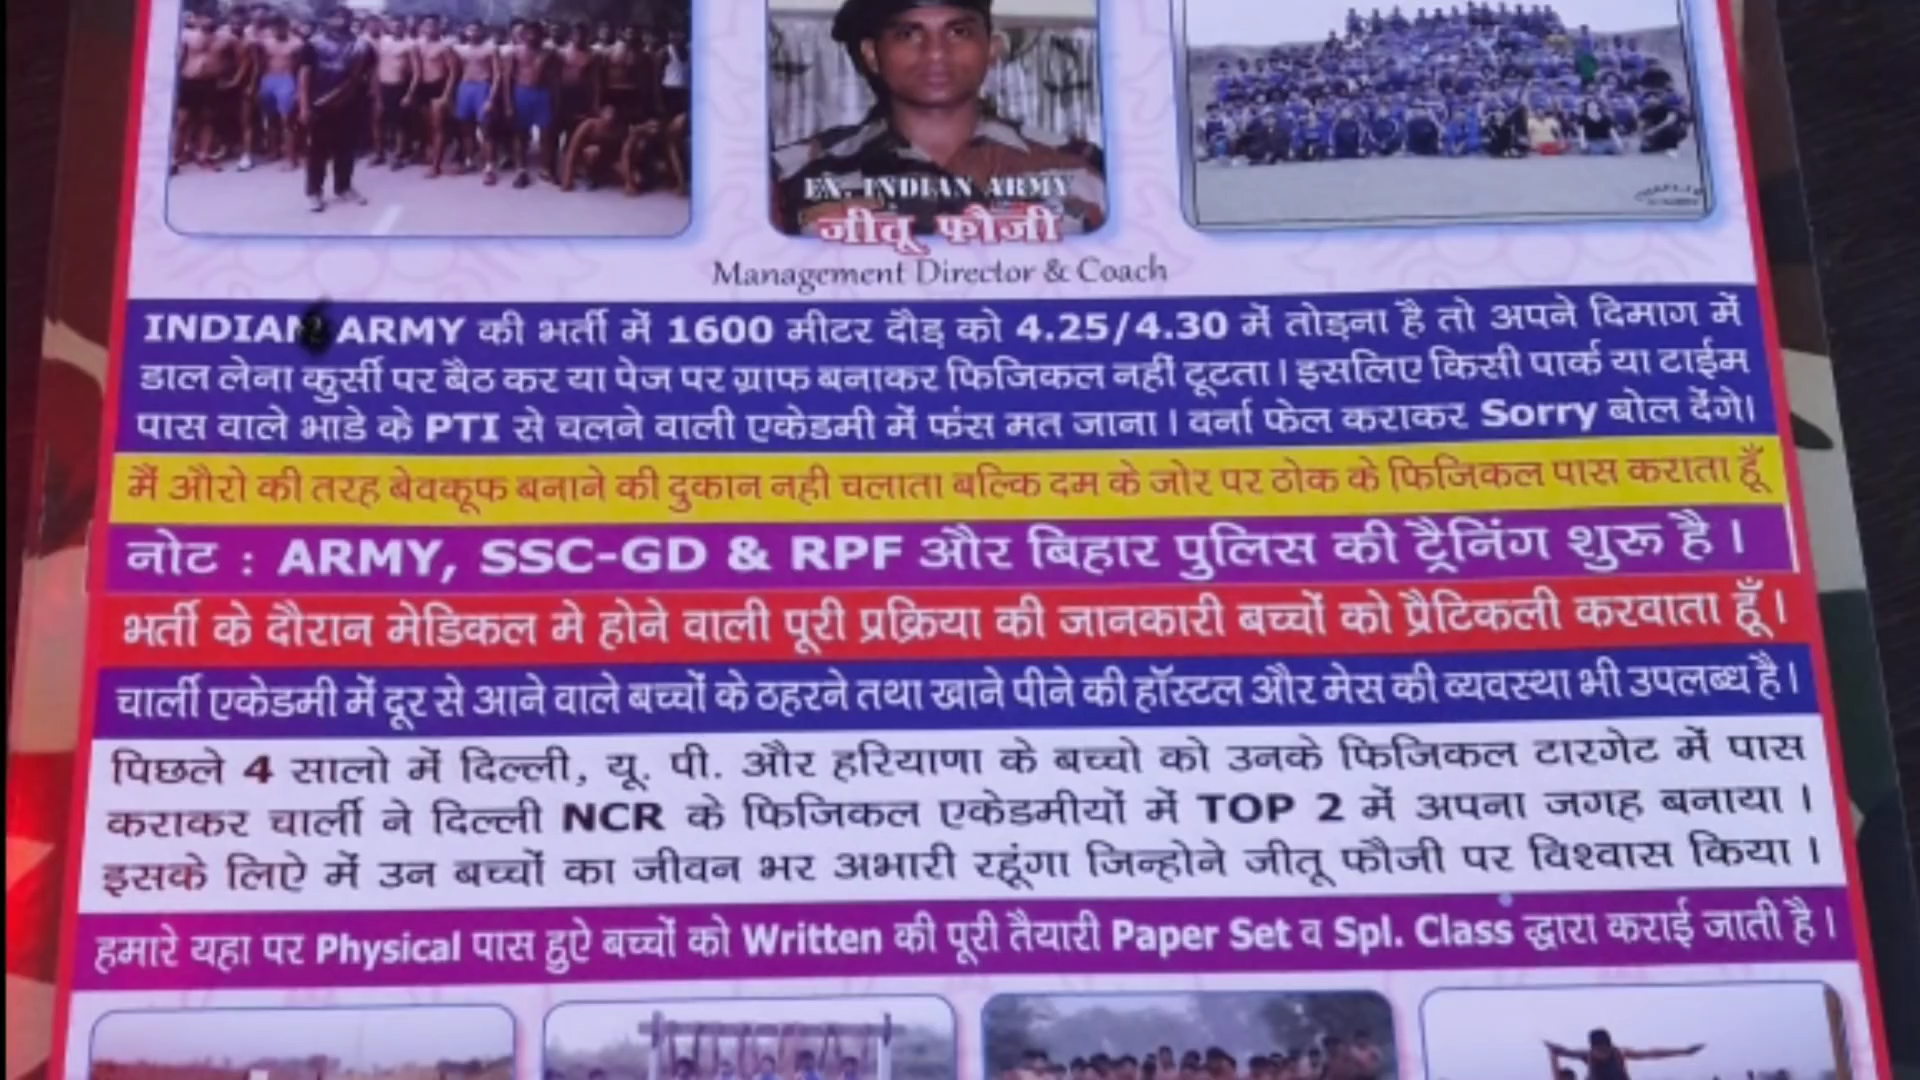 EX. INDIAN ARMY
जीतू फौजी
Management Director & Coach
INDIAN ARMY की भर्ती में 1600 मीटर दौड़ को 4.25/4.30 में तोड़ना है तो अपने दिमाग में
डाल लेना कुर्सी पर बैठ कर या पेज पर ग्राफ बनाकर फिजिकल नहीं टूटता। इसलिए किसी पार्क या टाईम
पास वाले भाडे के PTI से चलने वाली एकेडमी में फंस मत जाना। वर्ना फेल कराकर Sorry बोल देंगे।
मैं औरो की तरह बेवकूफ बनाने की दुकान नही चलाता बल्कि दम के जोर पर ठोक के फिजिकल पास कराता हूँ
नोट : ARMY, SSC-GD & RPF और बिहार पुलिस की ट्रैनिंग शुरू है।
भर्ती के दौरान मेडिकल मे होने वाली पूरी प्रक्रिया की जानकारी बच्चों को प्रैटिकली करवाता हूँ।
चार्ली एकेडमी में दूर से आने वाले बच्चों के ठहरने तथा खाने पीने की हॉस्टल और मेस की व्यवस्था भी उपलब्ध है।
पिछले 4 सालो में दिल्ली, यू. पी. और हरियाणा के बच्चो को उनके फिजिकल टारगेट में पास
कराकर चार्ली ने दिल्ली NCR के फिजिकल एकेडमीयों में TOP 2 में अपना जगह बनाया।
इसके लिऐ में उन बच्चों का जीवन भर अभारी रहूंगा जिन्होने जीतू फौजी पर विश्वास किया।
हमारे यहा पर Physical पास हुऐ बच्चों को Written की पूरी तैयारी Paper Set व Spl. Class द्वारा कराई जाती है।